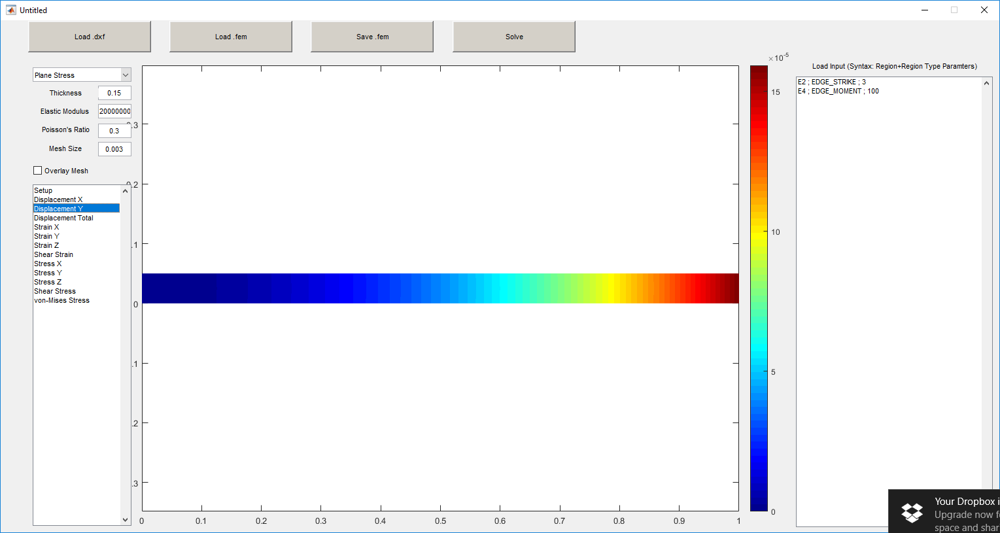 Untitled
Load .dxf
Load .fem
Save .fem
Solve
Plane Stress
Thickness 0.15
Elastic Modulus 20000000
Poisson's Ratio 0.3
Mesh Size 0.003
Overlay Mesh
Setup
Displacement X
Displacement Y
Displacement Total
Strain X
Strain Y
Strain Z
Shear Strain
Stress X
Stress Y
Stress Z
Shear Stress
von-Mises Stress
0.3
0.2
.1
0
.1
.2
.3
0 0.1 0.2 0.3 0.4 0.5 0.6 0.7 0.8 0.9 1
×10-5
15
10
5
0
Load Input (Syntax: Region+Region Type Paramters)
E2 ; EDGE_STRIKE ; 3
E4 ; EDGE_MOMENT ; 100
Your Dropbox i
Upgrade now f
space and shar